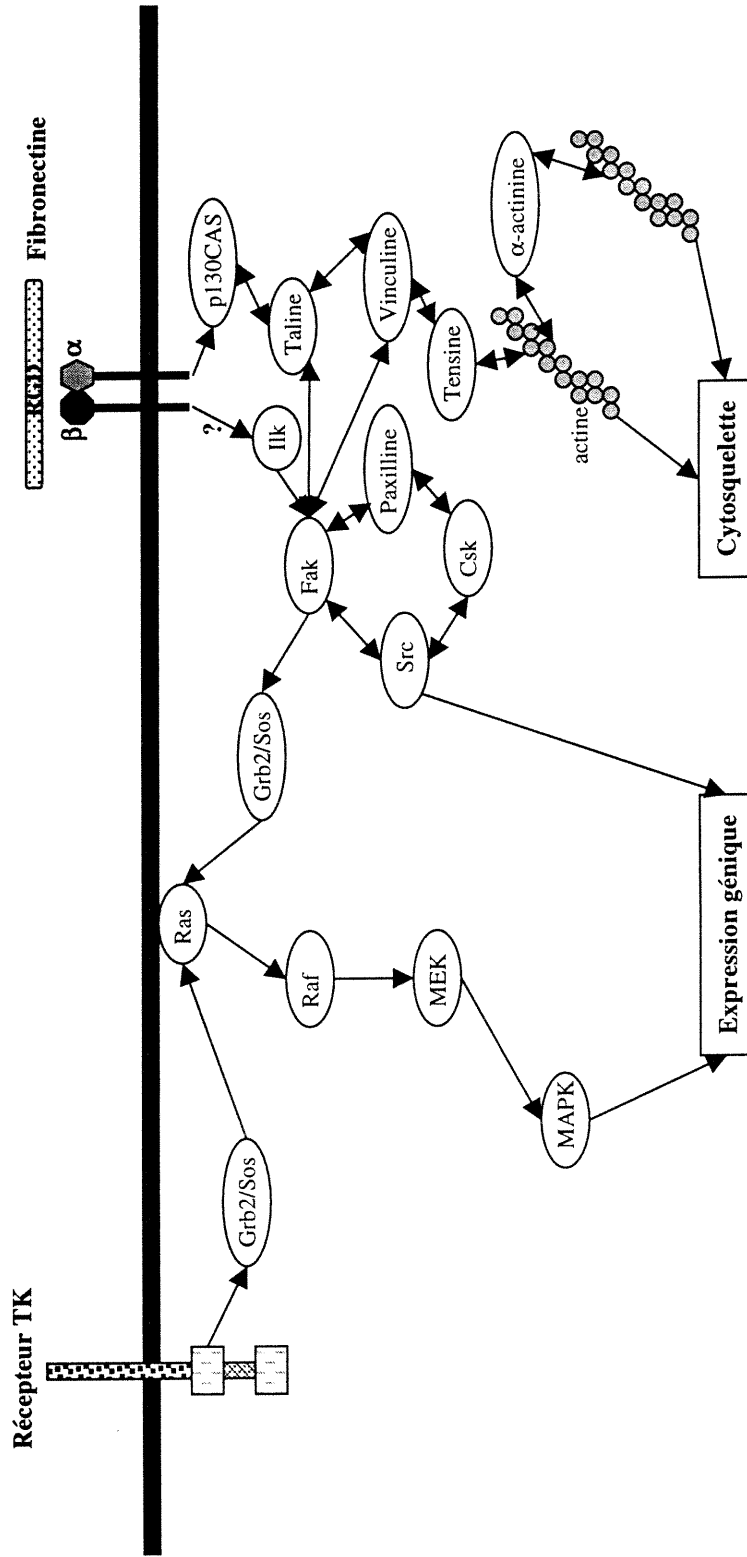 Récepteur TK
Fibronectine
RGD
β
α
?
Grb2/Sos
Ras
Grb2/Sos
Raf
MEK
MAPK
Fak
Ilk
p130CAS
Taline
Vinculine
Paxilline
Csk
Src
Tensine
α-actinine
actine
Expression génique
Cytosquelette